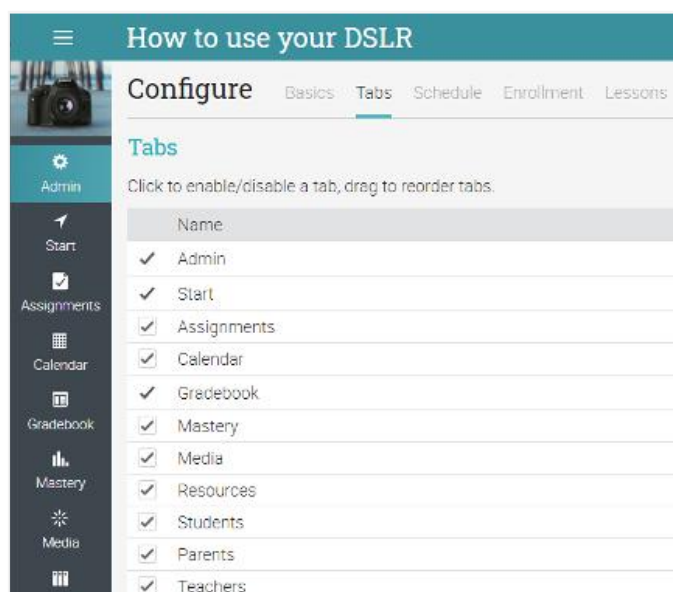 How to use your DSLR
Configure Basics Tabs Schedule Enrollment Lessons
Tabs
Click to enable/disable a tab, drag to reorder tabs.
Name
Admin
Start
Assignments
Calendar
Gradebook
Mastery
Media
Resources
Students
Parents
Teachers
Admin
Start
Assignments
Calendar
Gradebook
Mastery
Media